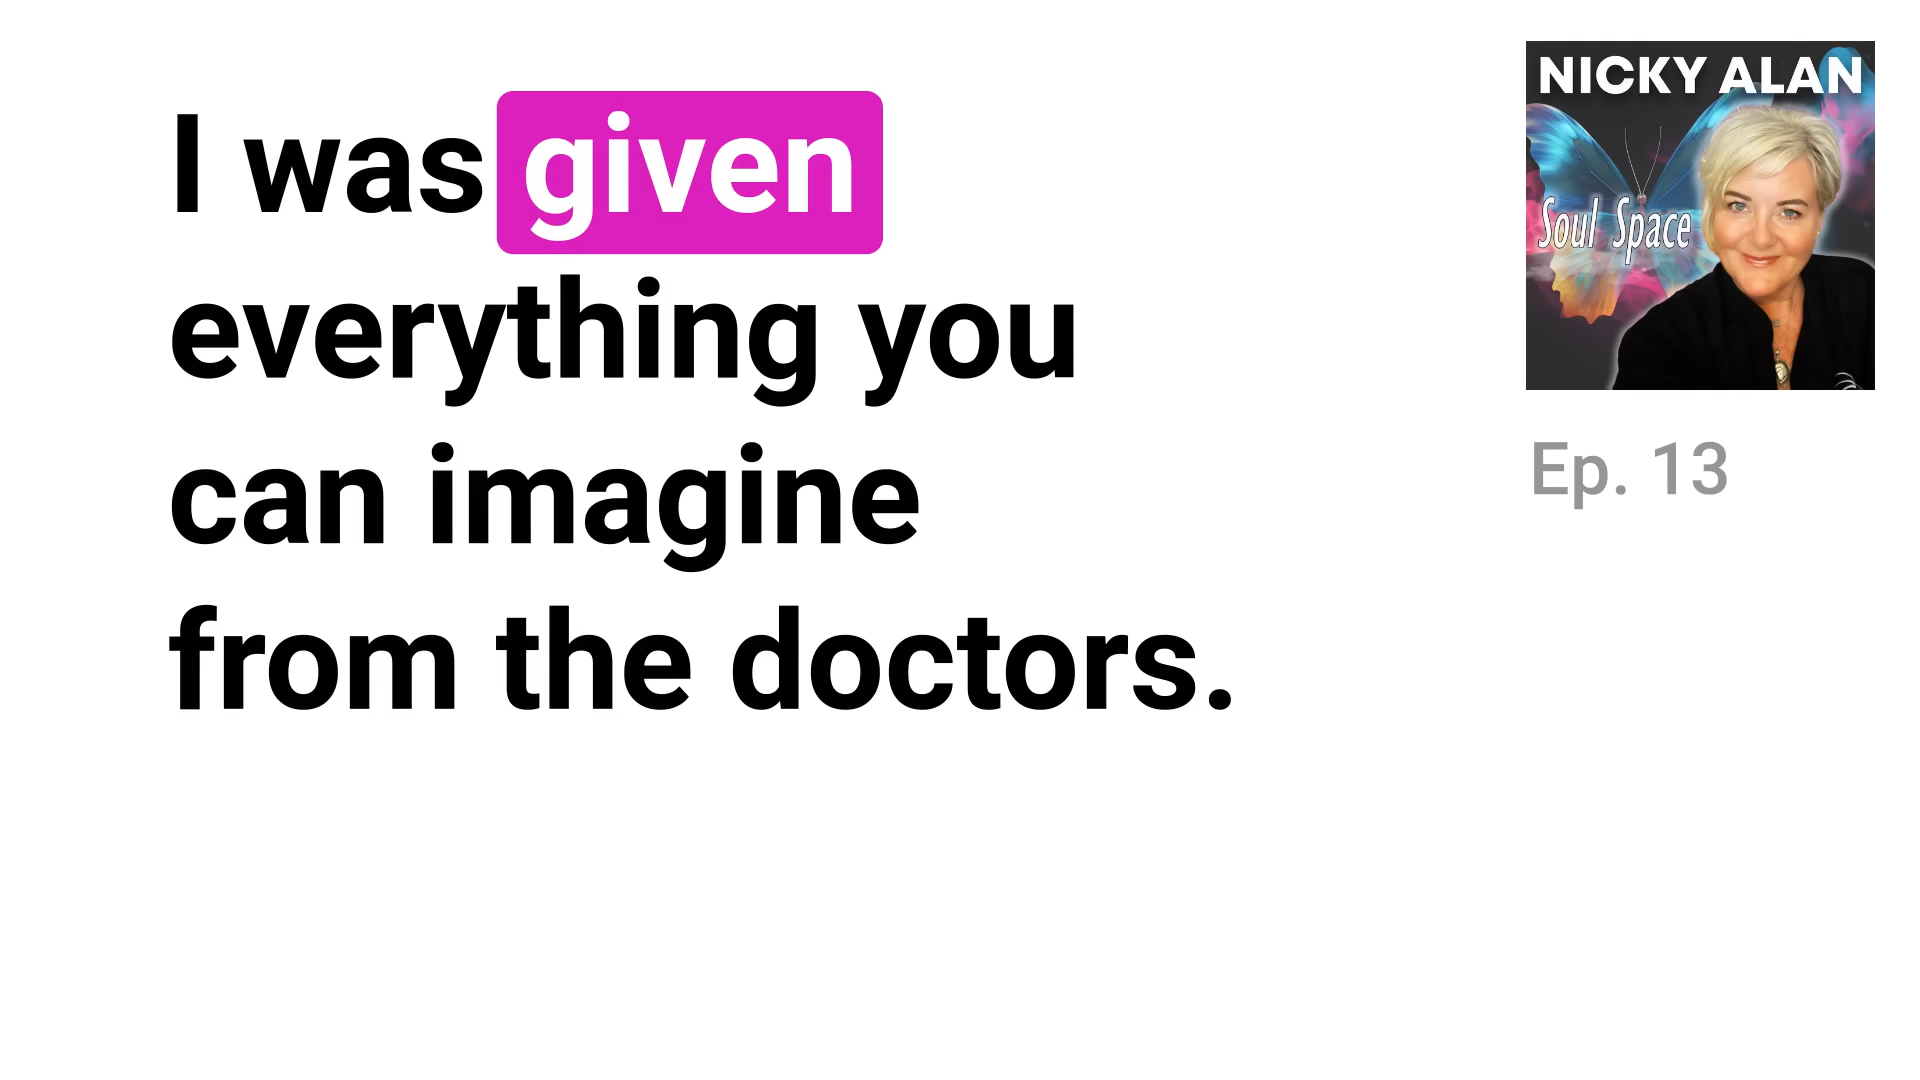 I was given
everything you
can imagine
from the doctors.
NICKY ALAN
Soul Space
Ep. 13